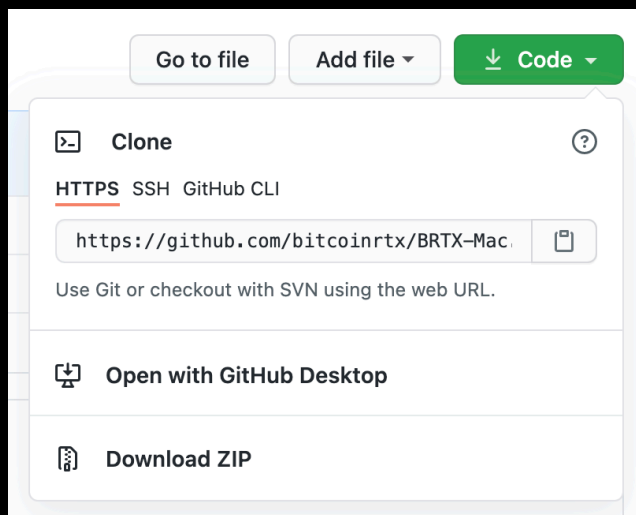 Go to file Add file Code
Clone
HTTPS SSH GitHub CLI
https://github.com/bitcoinrtx/BRTX-Mac.
Use Git or checkout with SVN using the web URL.
Open with GitHub Desktop
Download ZIP